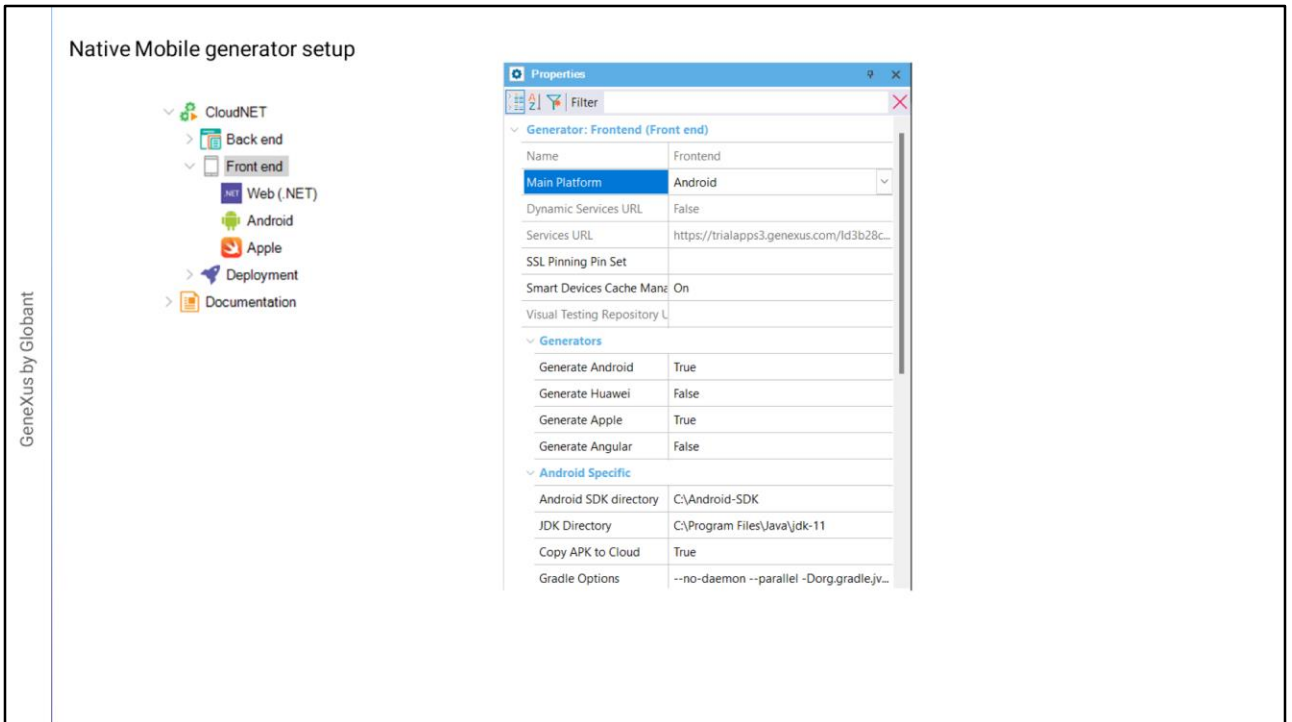 Native Mobile generator setup
CloudNET
Back end
Front end
.NET Web (.NET)
Android
Apple
Deployment
Documentation
GeneXus by Globant
Properties
Filter
Generator: Frontend (Front end)
Name Frontend
Main Platform Android
Dynamic Services URL False
Services URL https://trialapps3.genexus.com/Id3b28c...
SSL Pinning Pin Set
Smart Devices Cache Mana On
Visual Testing Repository U
Generators
Generate Android True
Generate Huawei False
Generate Apple True
Generate Angular False
Android Specific
Android SDK directory C:\Android-SDK
JDK Directory C:\Program Files\Java\jdk-11
Copy APK to Cloud True
Gradle Options --no-daemon --parallel -Dorg.gradle.jv...